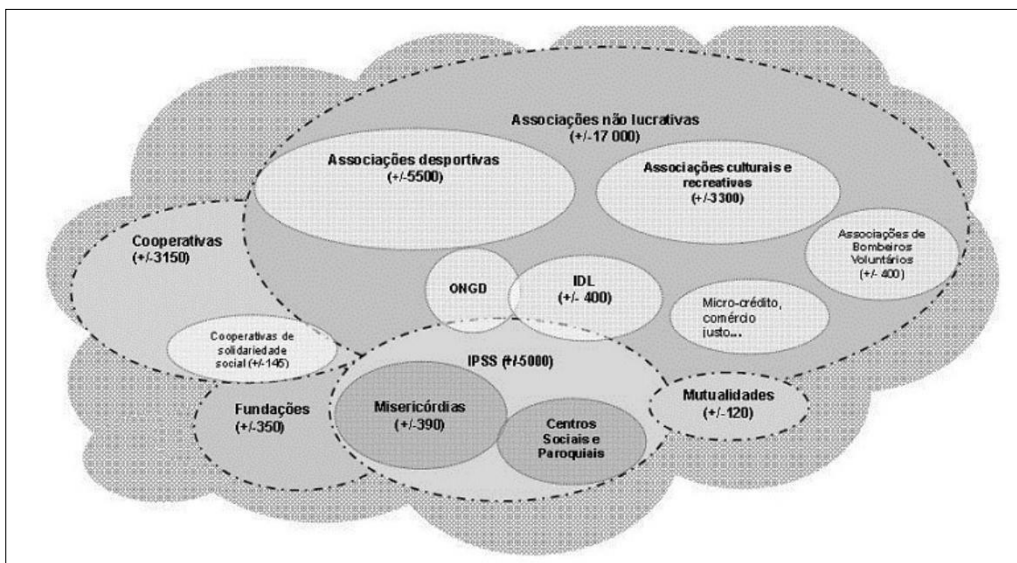 Associações não lucrativas
(+/-17 000)
Associações desportivas
(+/-5500)
Associações culturais e
recreativas
(+/-3300)
Cooperativas
(+/-3150)
Associações de
Bombeiros
Voluntários
(+/- 400)
ONGD
IDL
(+/- 400)
Micro-crédito,
comércio
justo...
Cooperativas de
solidariedade
social (+/-145)
IPSS (+/-5000)
Fundações
(+/-350)
Misericórdias
(+/-390)
Centros
Sociais e
Paroquiais
Mutualidades
(+/-120)